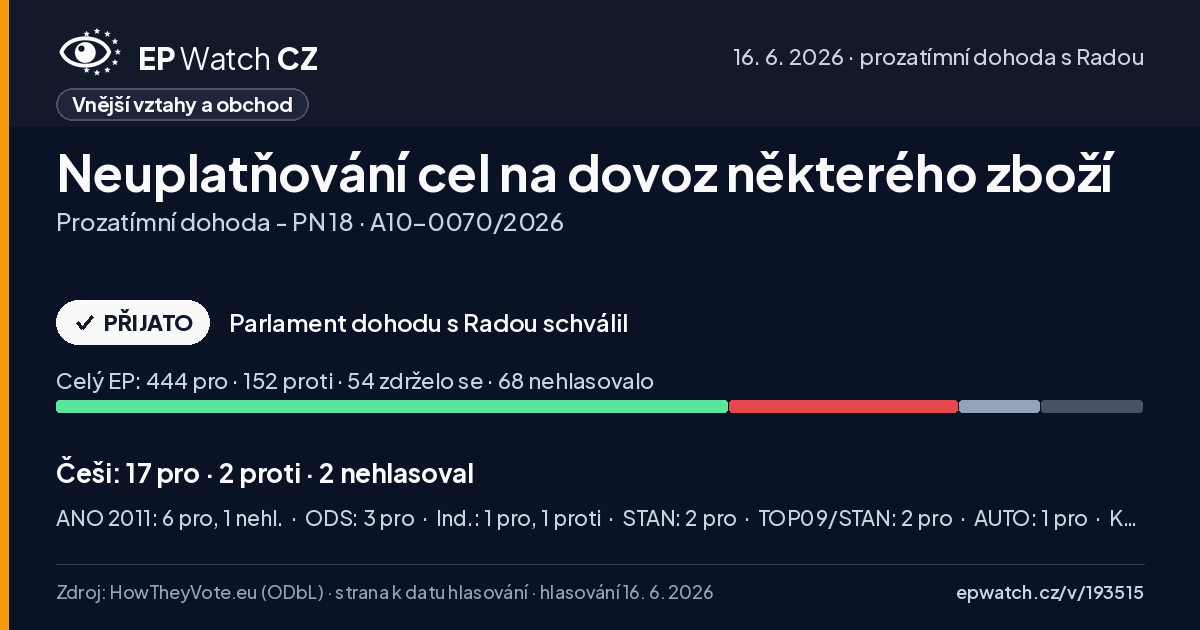 EP Watch CZ
16. 6. 2026 · prozatímní dohoda s Radou
Vnější vztahy a obchod
Neuplatňování cel na dovoz některého zboží
Prozatímní dohoda - PN 18 · A10–0070/2026
✓ PŘIJATO
Parlament dohodu s Radou schválil
Celý EP: 444 pro · 152 proti · 54 zdrželo se · 68 nehlasovalo
Češi: 17 pro · 2 proti · 2 nehlasoval
ANO 2011: 6 pro, 1 nehl. · ODS: 3 pro · Ind.: 1 pro, 1 proti · STAN: 2 pro · TOP09/STAN: 2 pro · AUTO: 1 pro · K…
Zdroj: HowTheyVote.eu (ODbL) · strana k datu hlasování · hlasování 16. 6. 2026
epwatch.cz/v/193515